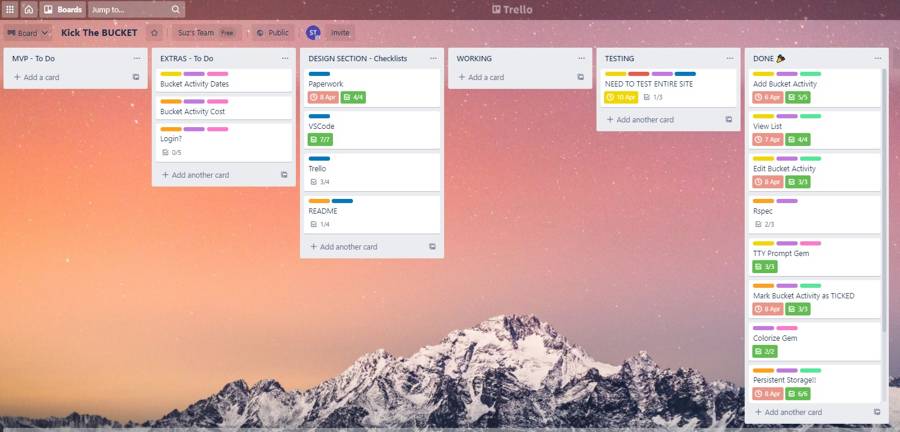 Boards
Jump to...
Trello
Board
Kick The BUCKET
Suz's Team
Free
Public
ST
Invite
MVP - To Do
+ Add a card
EXTRAS - To Do
Bucket Activity Dates
Bucket Activity Cost
Login?
0/5
+ Add another card
DESIGN SECTION - Checklists
Paperwork
8 Apr 4/4
VSCode
7/7
Trello
3/4
README
1/4
+ Add another card
WORKING
+ Add a card
TESTING
NEED TO TEST ENTIRE SITE
10 Apr 1/3
+ Add another card
DONE 🎉
Add Bucket Activity
6 Apr 5/5
View List
7 Apr 4/4
Edit Bucket Activity
8 Apr 3/3
Rspec
2/3
TTY Prompt Gem
3/3
Mark Bucket Activity as TICKED
8 Apr 3/3
Colorize Gem
2/2
Persistent Storage!!
8 Apr 6/6
+ Add another card